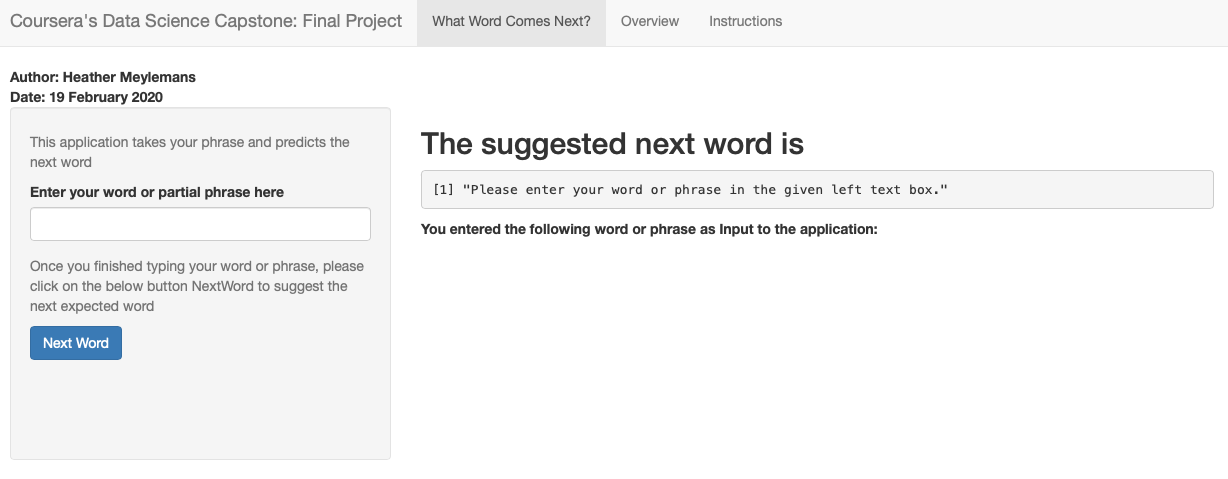 Coursera's Data Science Capstone: Final Project What Word Comes Next? Overview Instructions
Author: Heather Meylemans
Date: 19 February 2020
This application takes your phrase and predicts the
next word
Enter your word or partial phrase here
Once you finished typing your word or phrase, please
click on the below button NextWord to suggest the
next expected word
Next Word
The suggested next word is
[1] "Please enter your word or phrase in the given left text box."
You entered the following word or phrase as Input to the application: